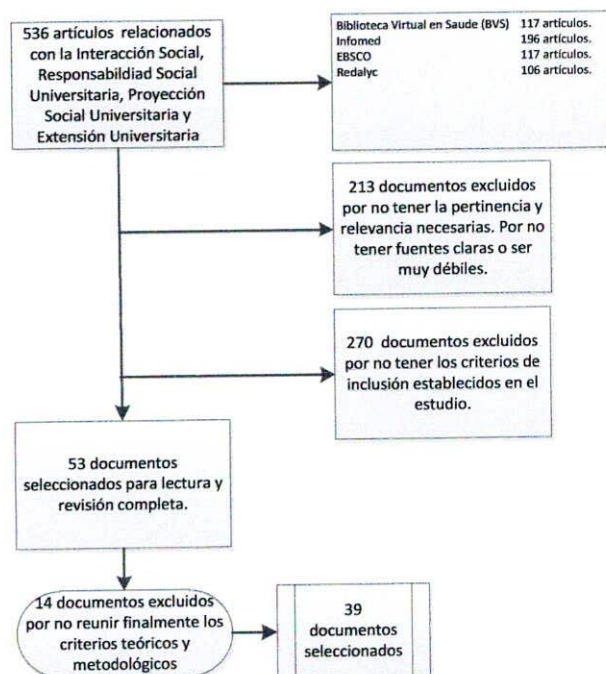 536 artículos relacionados
con la Interacción Social,
Responsabildiad Social
Universitaria, Proyección
Social Universitaria y
Extensión Universitaria
Biblioteca Virtual en Saude (BVS) 117 artículos.
Infomed 196 artículos.
EBSCO 117 artículos.
Redalyc 106 artículos.
213 documentos excluidos
por no tener la pertinencia y
relevancia necesarias. Por no
tener fuentes claras o ser
muy débiles.
270 documentos excluidos
por no tener los criterios de
inclusión establecidos en el
estudio.
53 documentos
seleccionados para lectura y
revisión completa.
14 documentos excluidos
por no reunir finalmente los
criterios teóricos y
metodológicos
39
documentos
seleccionados